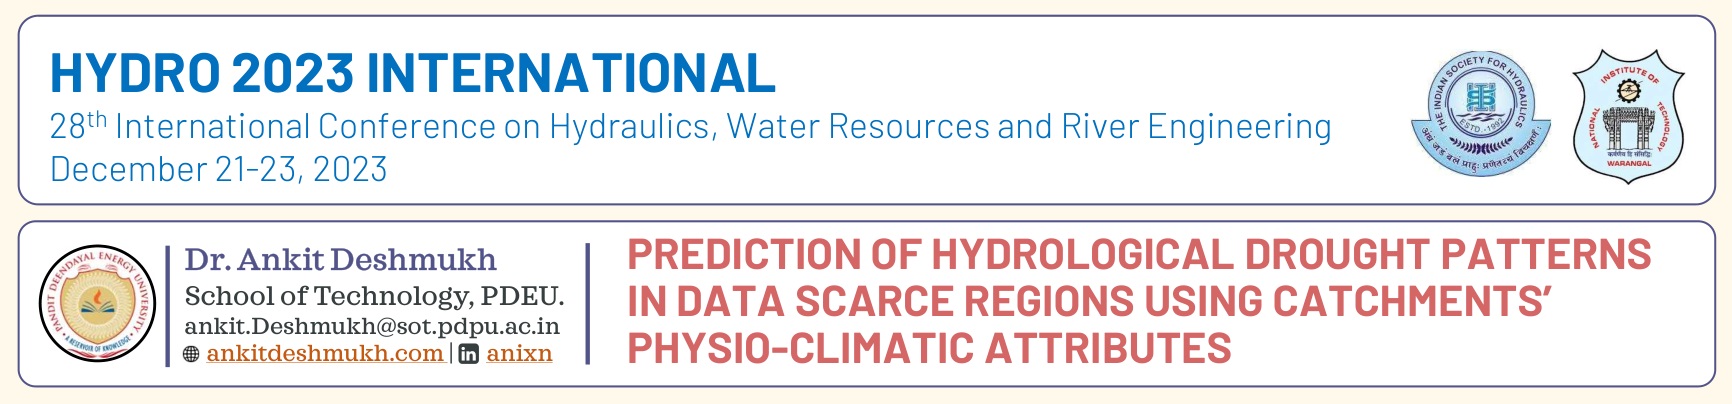 HYDRO 2023 INTERNATIONAL
28th International Conference on Hydraulics, Water Resources and River Engineering
December 21-23, 2023
THE INDIAN SOCIETY FOR HYDRAULICS
ESTD.-1992
NATIONAL INSTITUTE OF TECHNOLOGY
WARANGAL
PANDIT DEENDAYAL ENERGY UNIVERSITY
A RESERVOIR OF KNOWLEDGE
Dr. Ankit Deshmukh
School of Technology, PDEU.
ankit.Deshmukh@sot.pdpu.ac.in
ankitdeshmukh.com | in anixn
PREDICTION OF HYDROLOGICAL DROUGHT PATTERNS
IN DATA SCARCE REGIONS USING CATCHMENTS’
PHYSIO-CLIMATIC ATTRIBUTES